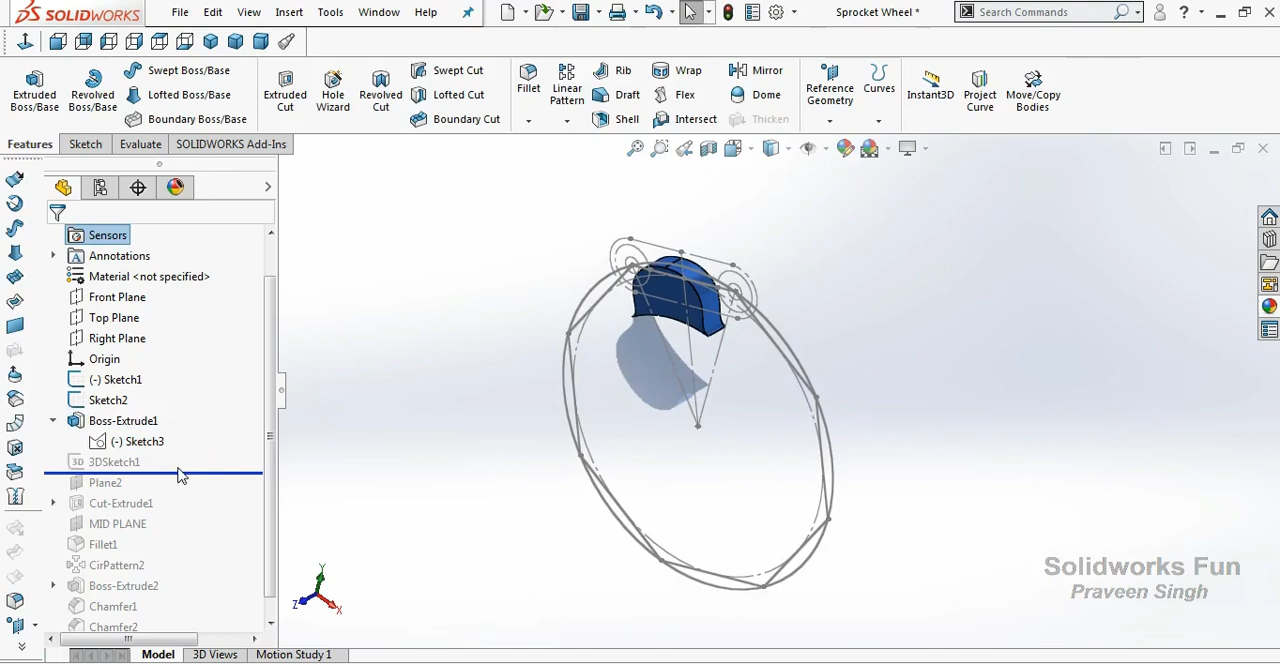 SOLIDWORKS File Edit View Insert Tools Window Help Sprocket Wheel * Search Commands ?
Extruded Boss/Base
Revolved Boss/Base
Swept Boss/Base
Lofted Boss/Base
Boundary Boss/Base
Extruded Cut
Hole Wizard
Revolved Cut
Swept Cut
Lofted Cut
Boundary Cut
Fillet
Linear Pattern
Rib
Draft
Shell
Wrap
Flex
Intersect
Mirror
Dome
Thicken
Reference Geometry
Curves
Instant3D
Project Curve
Move/Copy Bodies
Features Sketch Evaluate SOLIDWORKS Add-Ins
Sensors
Annotations
Material <not specified>
Front Plane
Top Plane
Right Plane
Origin
(-) Sketch1
Sketch2
Boss-Extrude1
(-) Sketch3
3D 3DSketch1
Plane2
Cut-Extrude1
MID PLANE
Fillet1
CirPattern2
Boss-Extrude2
Chamfer1
Chamfer2
Y
Z
X
Solidworks Fun
Praveen Singh
Model 3D Views Motion Study 1